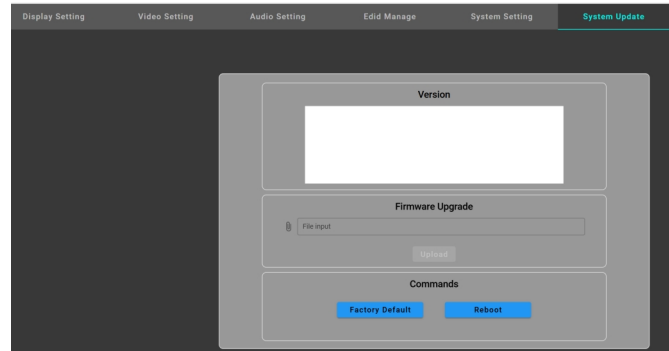 Display Setting Video Setting Audio Setting Edid Manage System Setting System Update
Version
Firmware Upgrade
File input
Upload
Commands
Factory Default Reboot